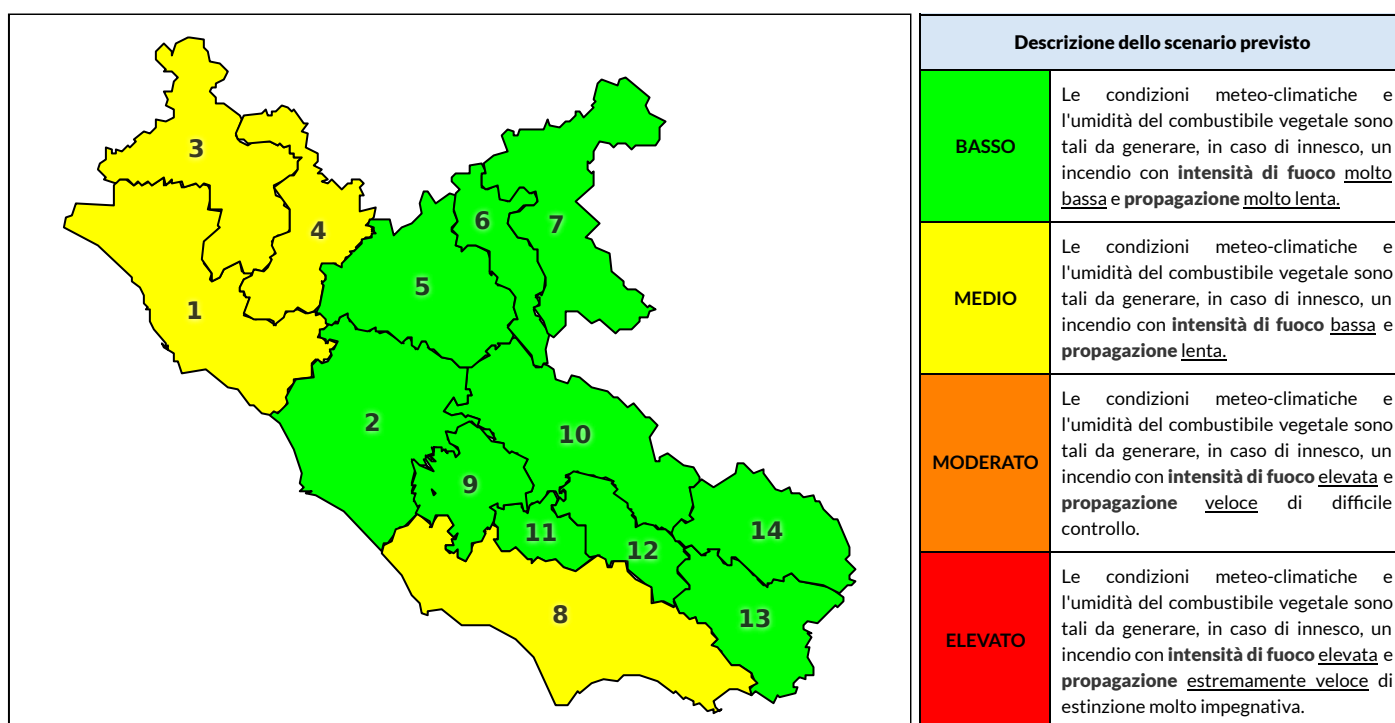 3
4
1
6
7
5
2
10
9
11
12
14
8
13
Descrizione dello scenario previsto
BASSO
Le condizioni meteo-climatiche e
l'umidità del combustibile vegetale sono
tali da generare, in caso di innesco, un
incendio con intensità di fuoco molto
bassa e propagazione molto lenta.
MEDIO
Le condizioni meteo-climatiche e
l'umidità del combustibile vegetale sono
tali da generare, in caso di innesco, un
incendio con intensità di fuoco bassa e
propagazione lenta.
MODERATO
Le condizioni meteo-climatiche e
l'umidità del combustibile vegetale sono
tali da generare, in caso di innesco, un
incendio con intensità di fuoco elevata e
propagazione veloce di difficile
controllo.
ELEVATO
Le condizioni meteo-climatiche e
l'umidità del combustibile vegetale sono
tali da generare, in caso di innesco, un
incendio con intensità di fuoco elevata e
propagazione estremamente veloce di
estinzione molto impegnativa.